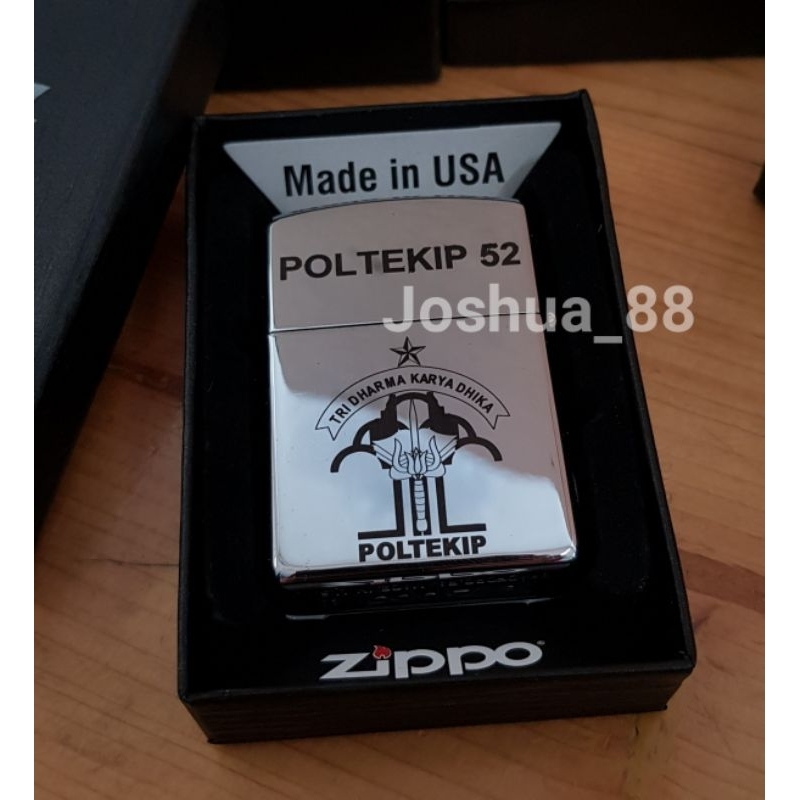 Made in USA
POLTEKIP 52
Joshua_88
TRI DHARMA KARYA DHIKA
POLTEKIP
zippo